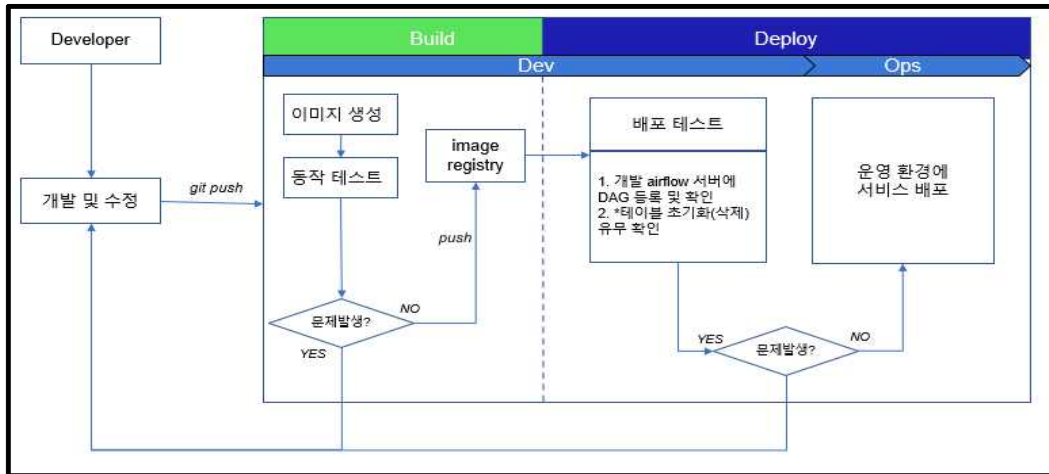 Developer
개발 및 수정
git push
Build
Deploy
Dev
Ops
이미지 생성
동작 테스트
문제발생?
YES
NO
push
image
registry
배포 테스트
1. 개발 airflow 서버에
DAG 등록 및 확인
2. *테이블 초기화(삭제)
유무 확인
YES
문제발생?
NO
운영 환경에
서비스 배포